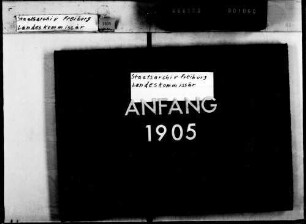 Staatsarchiv Freiburg
Landeskommissär
Staatsarchiv Freiburg
Landeskommissär
ANFANG
1905